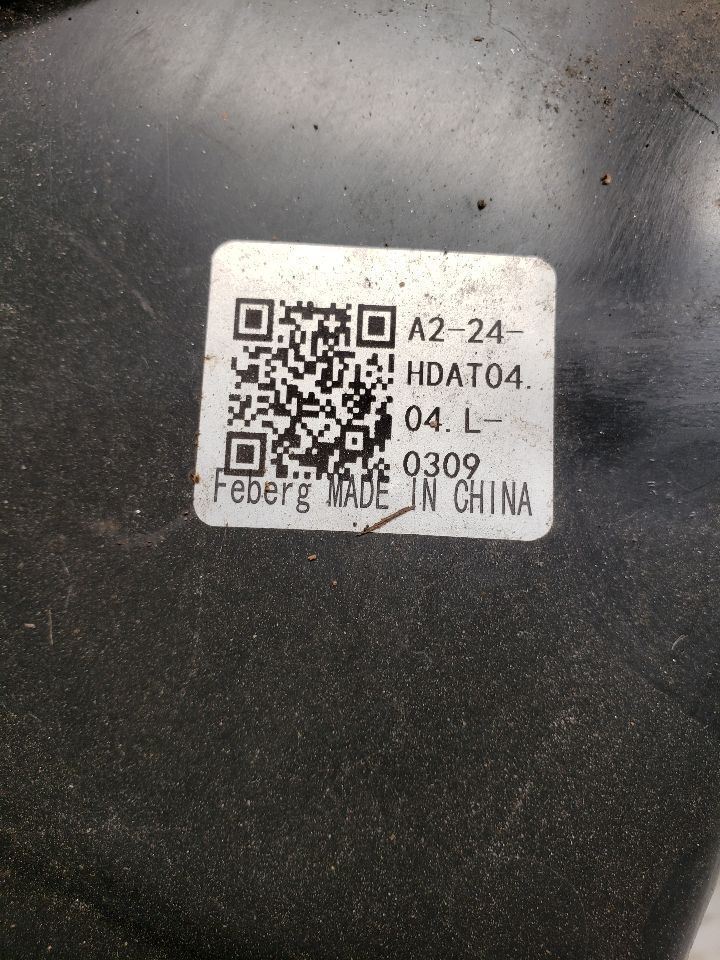 A2-24-
HDAT04.
04. L-
0309
Feberg MADE IN CHINA